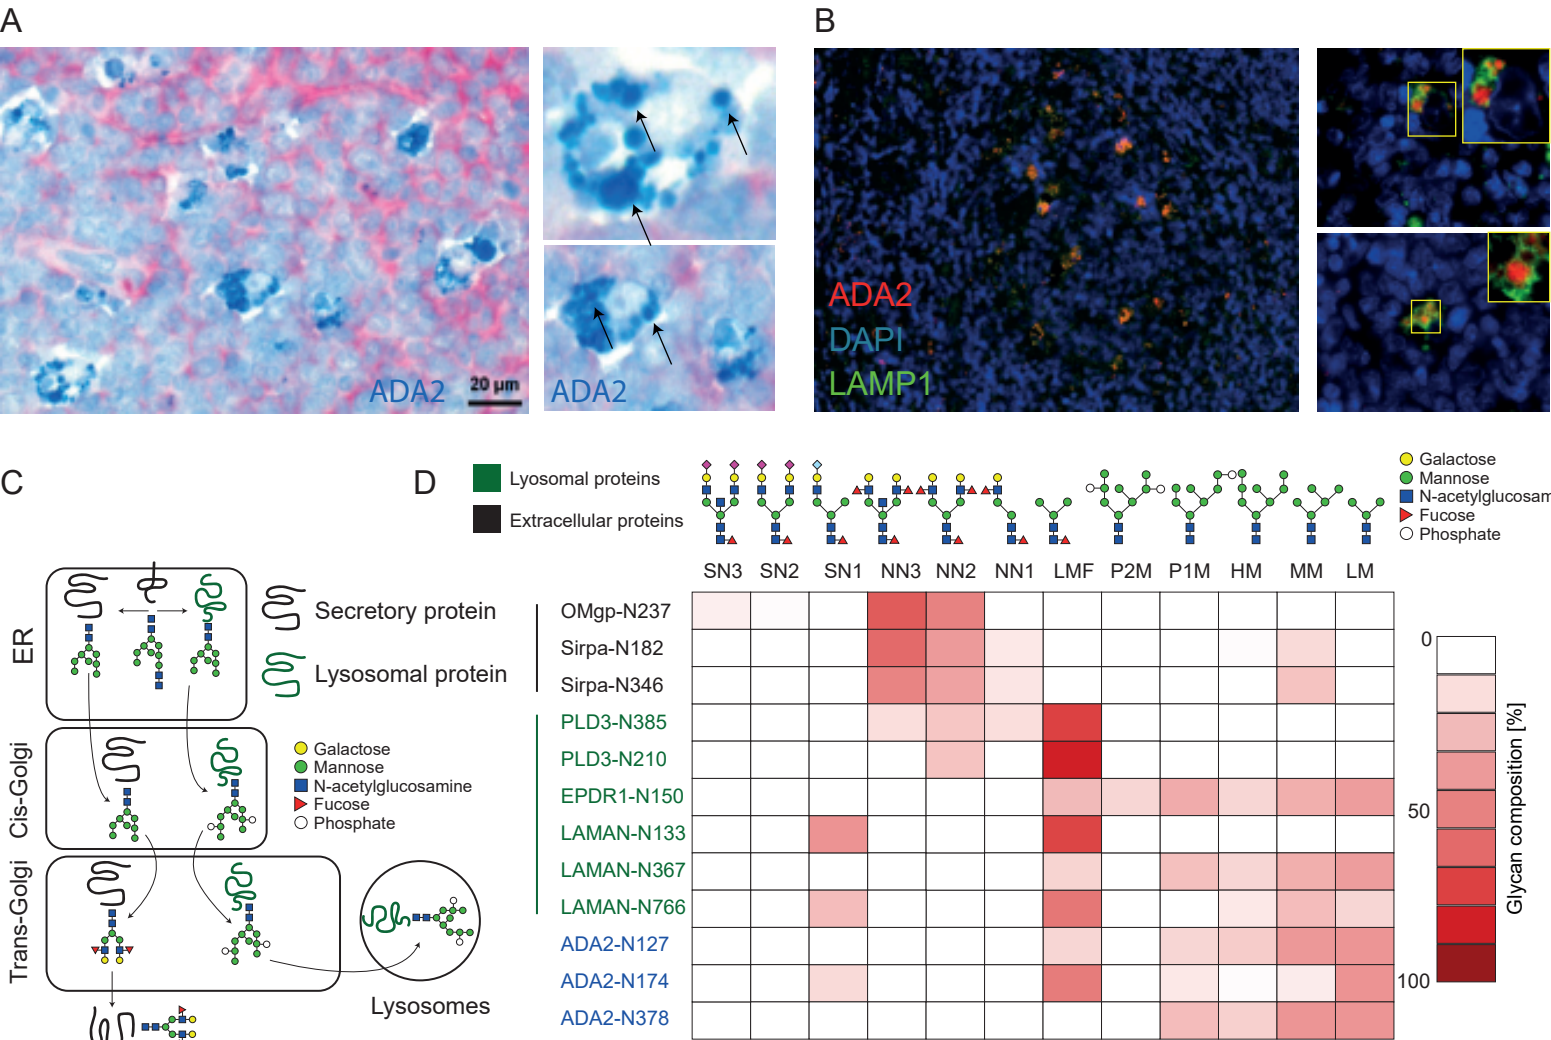 A
B
ADA2
20 µm
ADA2
ADA2
DAPI
LAMP1
C
D
Lysosomal proteins
Extracellular proteins
Galactose
Mannose
N-acetylglucosam
Fucose
Phosphate
SN3 SN2 SN1 NN3 NN2 NN1 LMF P2M P1M HM MM LM
ER
Secretory protein
Lysosomal protein
Cis-Golgi
Galactose
Mannose
N-acetylglucosamine
Fucose
Phosphate
Trans-Golgi
Lysosomes
OMgp-N237
Sirpa-N182
Sirpa-N346
PLD3-N385
PLD3-N210
EPDR1-N150
LAMAN-N133
LAMAN-N367
LAMAN-N766
ADA2-N127
ADA2-N174
ADA2-N378
0
50
100
Glycan composition [%]